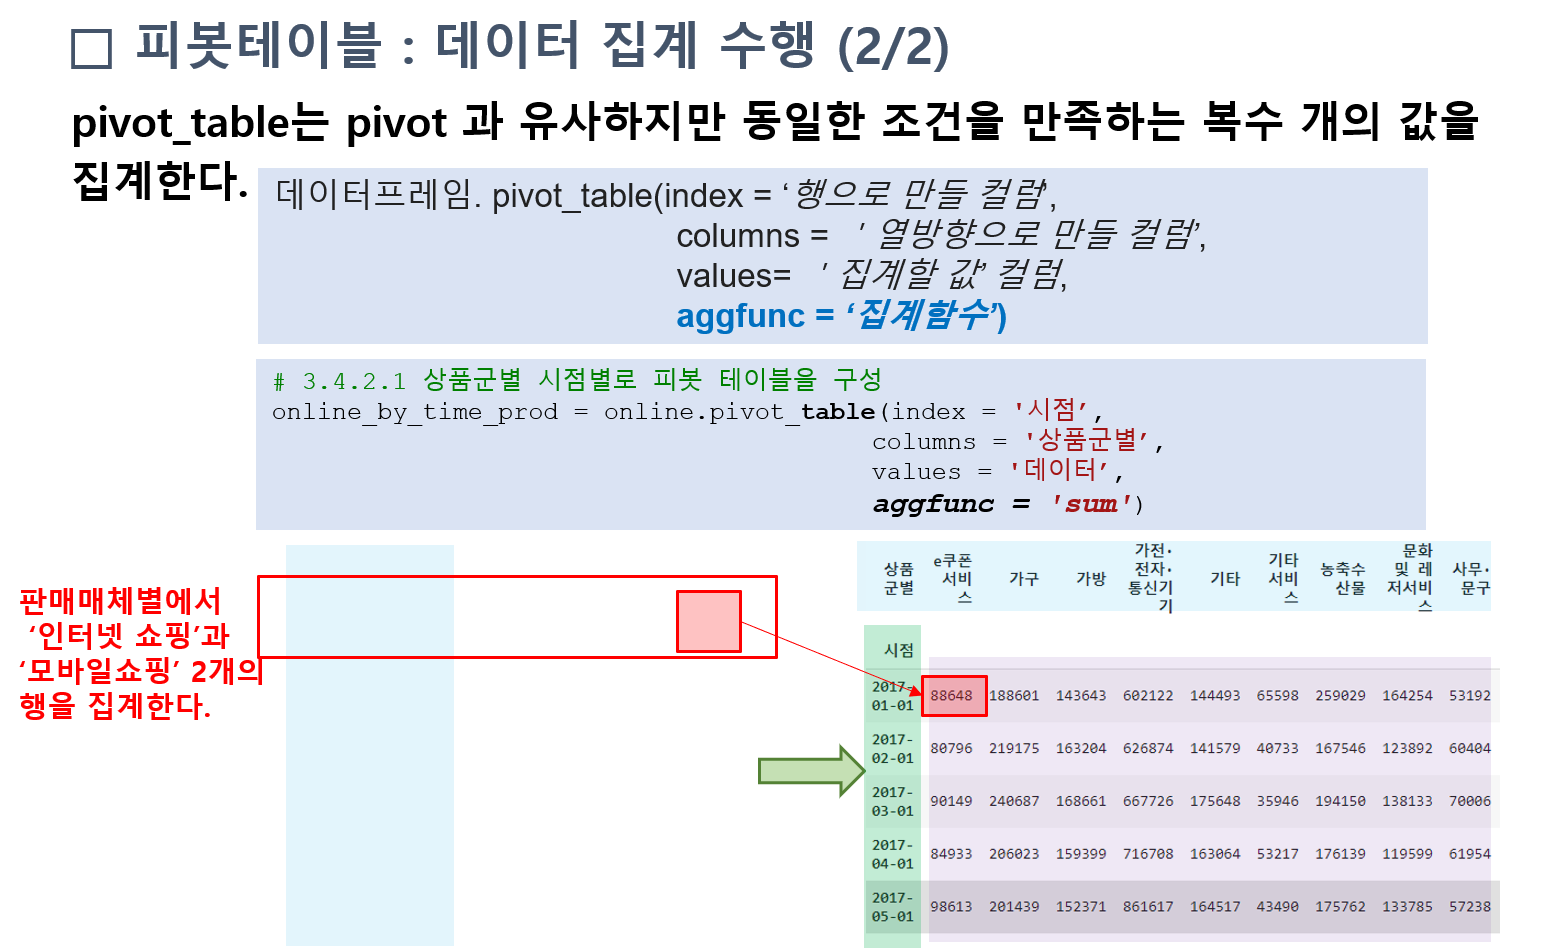 □ 피봇테이블 : 데이터 집계 수행 (2/2)
pivot_table는 pivot 과 유사하지만 동일한 조건을 만족하는 복수 개의 값을
집계한다.
데이터프레임. pivot_table(index = ‘행으로 만들 컬럼’,
columns = ’ 열방향으로 만들 컬럼’,
values= ’ 집계할 값’ 컬럼,
aggfunc = ‘집계함수’)
# 3.4.2.1 상품군별 시점별로 피봇 테이블을 구성
online_by_time_prod = online.pivot_table(index = '시점’,
columns = '상품군별’,
values = '데이터’,
aggfunc = 'sum')
판매매체별에서
‘인터넷 쇼핑’과
‘모바일쇼핑’ 2개의
행을 집계한다.
상품
군별
e쿠폰
서비
스
가구
가방
가전·
전자·
통신기
기
기타
기타
서비
스
농축수
산물
문화
및 레
저서비
스
사무·
문구
시점
2017-
01-01
88648 188601 143643 602122 144493 65598 259029 164254 53192
2017-
02-01
80796 219175 163204 626874 141579 40733 167546 123892 60404
2017-
03-01
90149 240687 168661 667726 175648 35946 194150 138133 70006
2017-
04-01
84933 206023 159399 716708 163064 53217 176139 119599 61954
2017-
05-01
98613 201439 152371 861617 164517 43490 175762 133785 57238